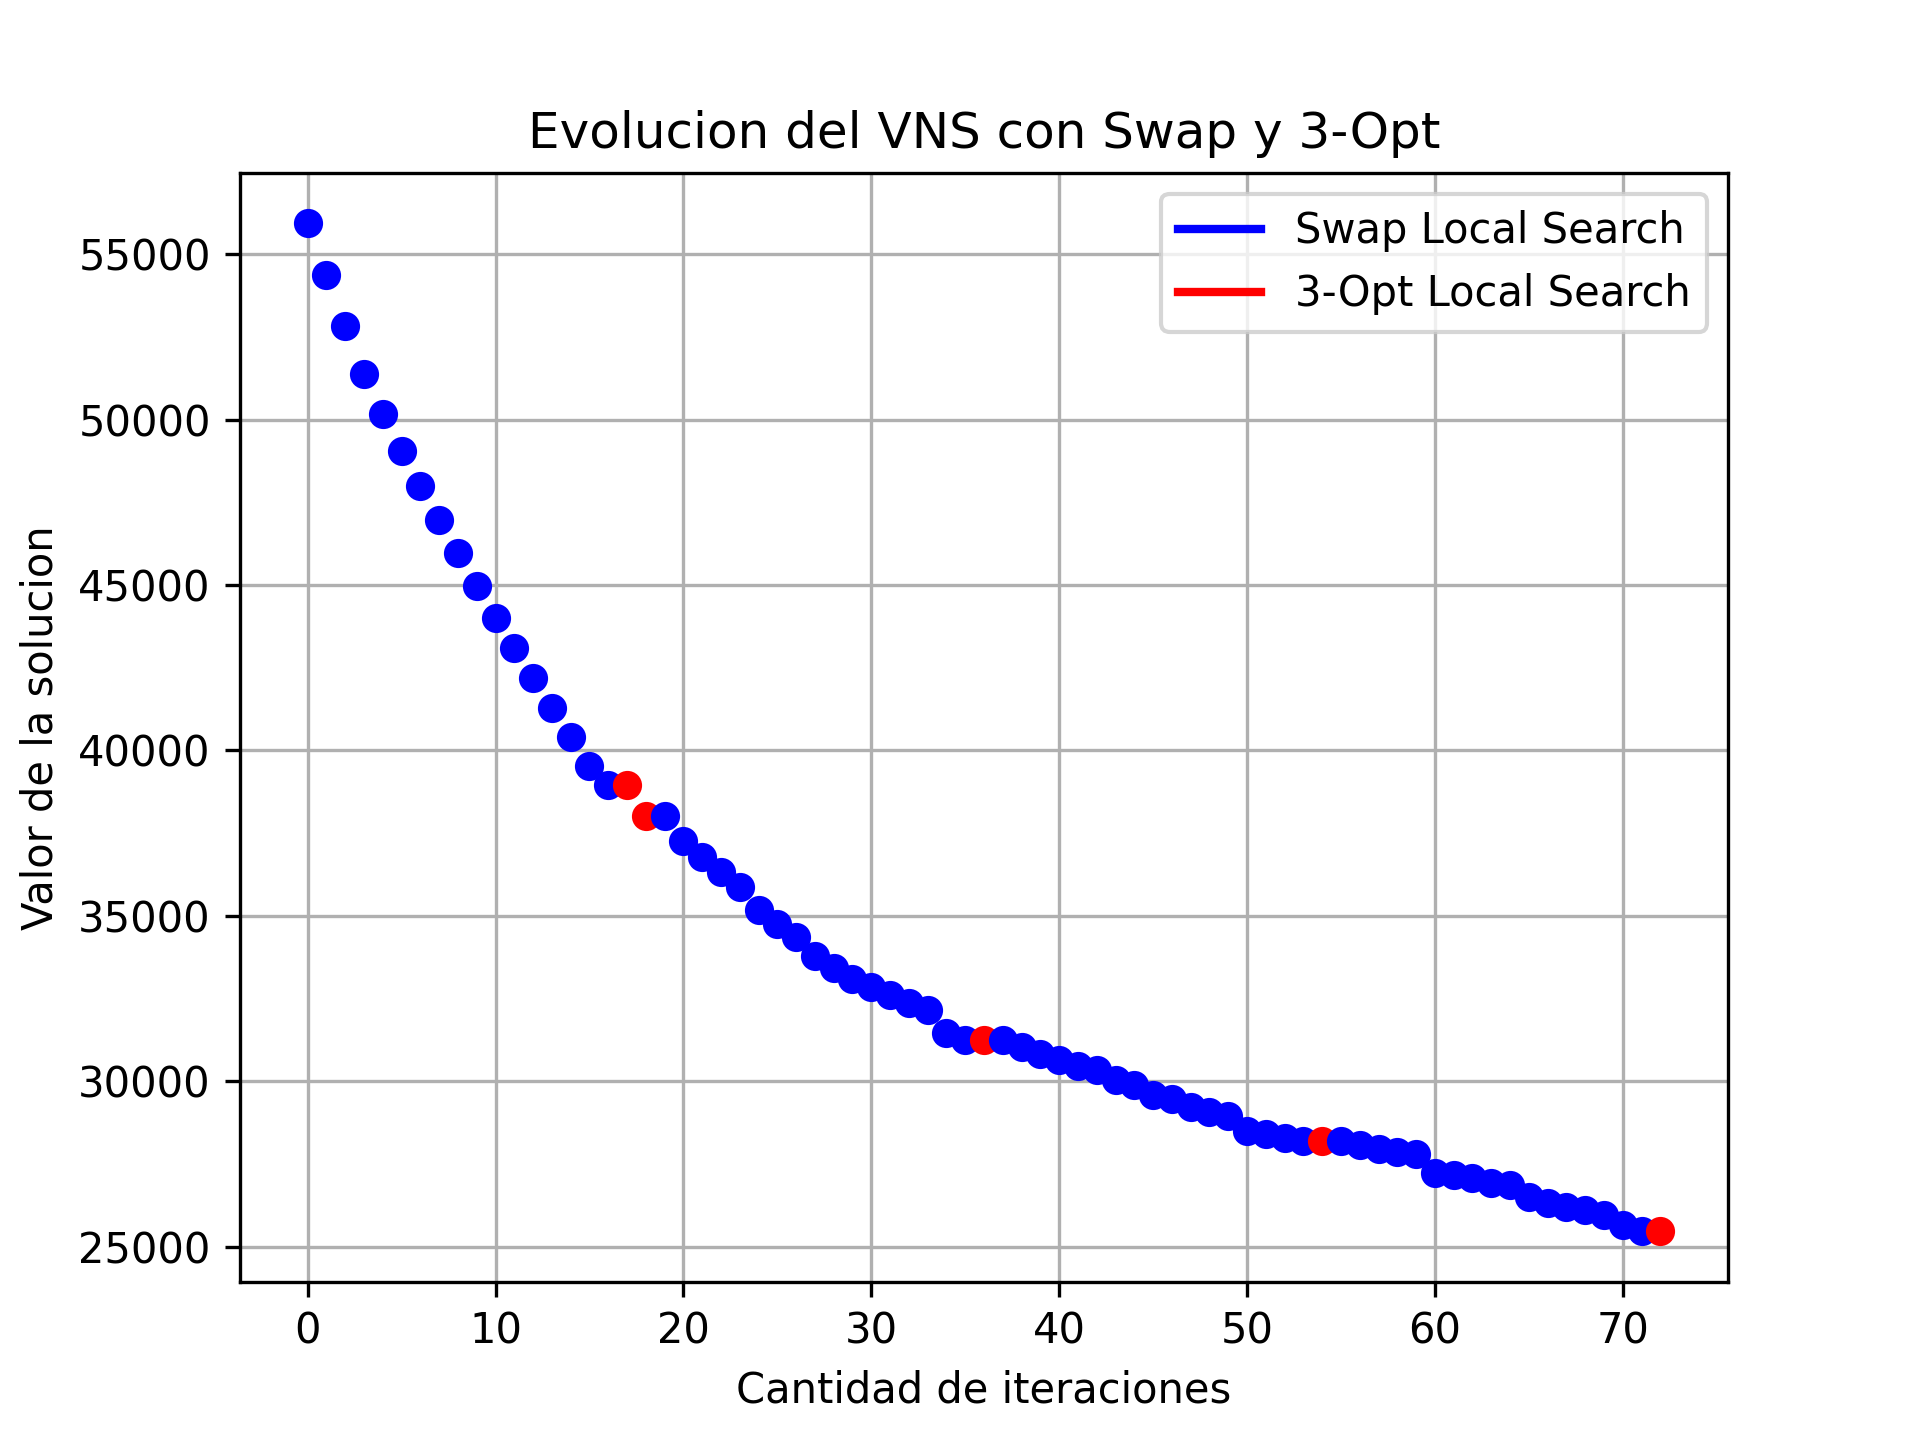 Evolucion del VNS con Swap y 3-Opt
Swap Local Search
3-Opt Local Search
Valor de la solucion
55000
50000
45000
40000
35000
30000
25000
0 10 20 30 40 50 60 70
Cantidad de iteraciones